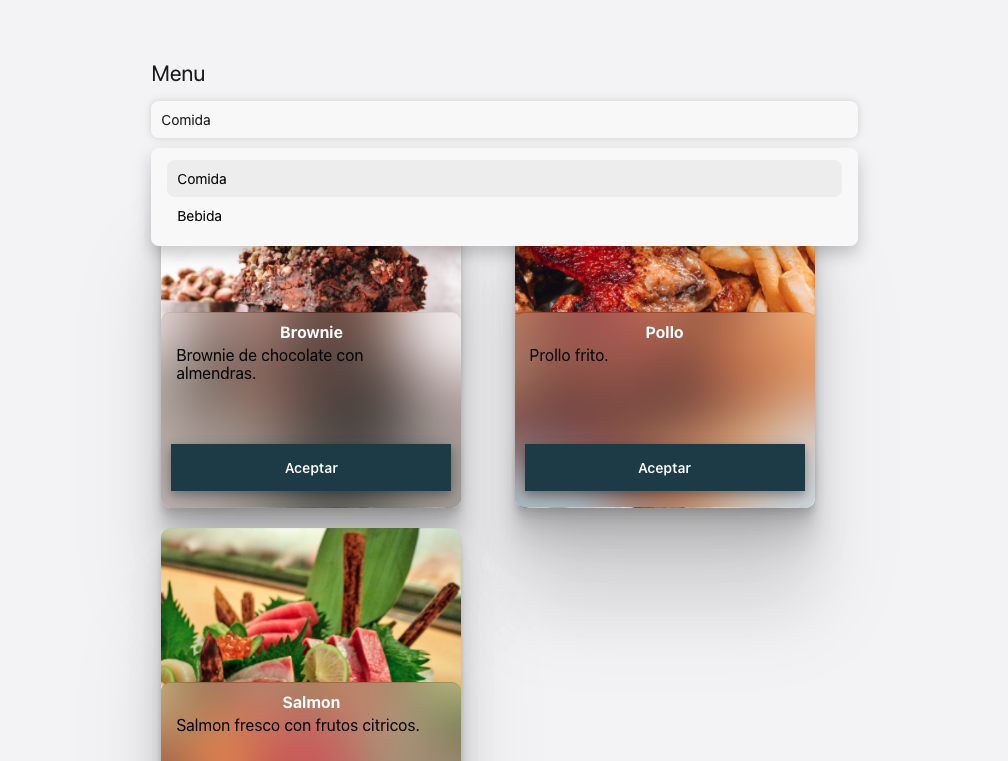 Menu
Comida
Comida
Bebida
Brownie
Brownie de chocolate con
almendras.
Aceptar
Pollo
Prollo frito.
Aceptar
Salmon
Salmon fresco con frutos citricos.